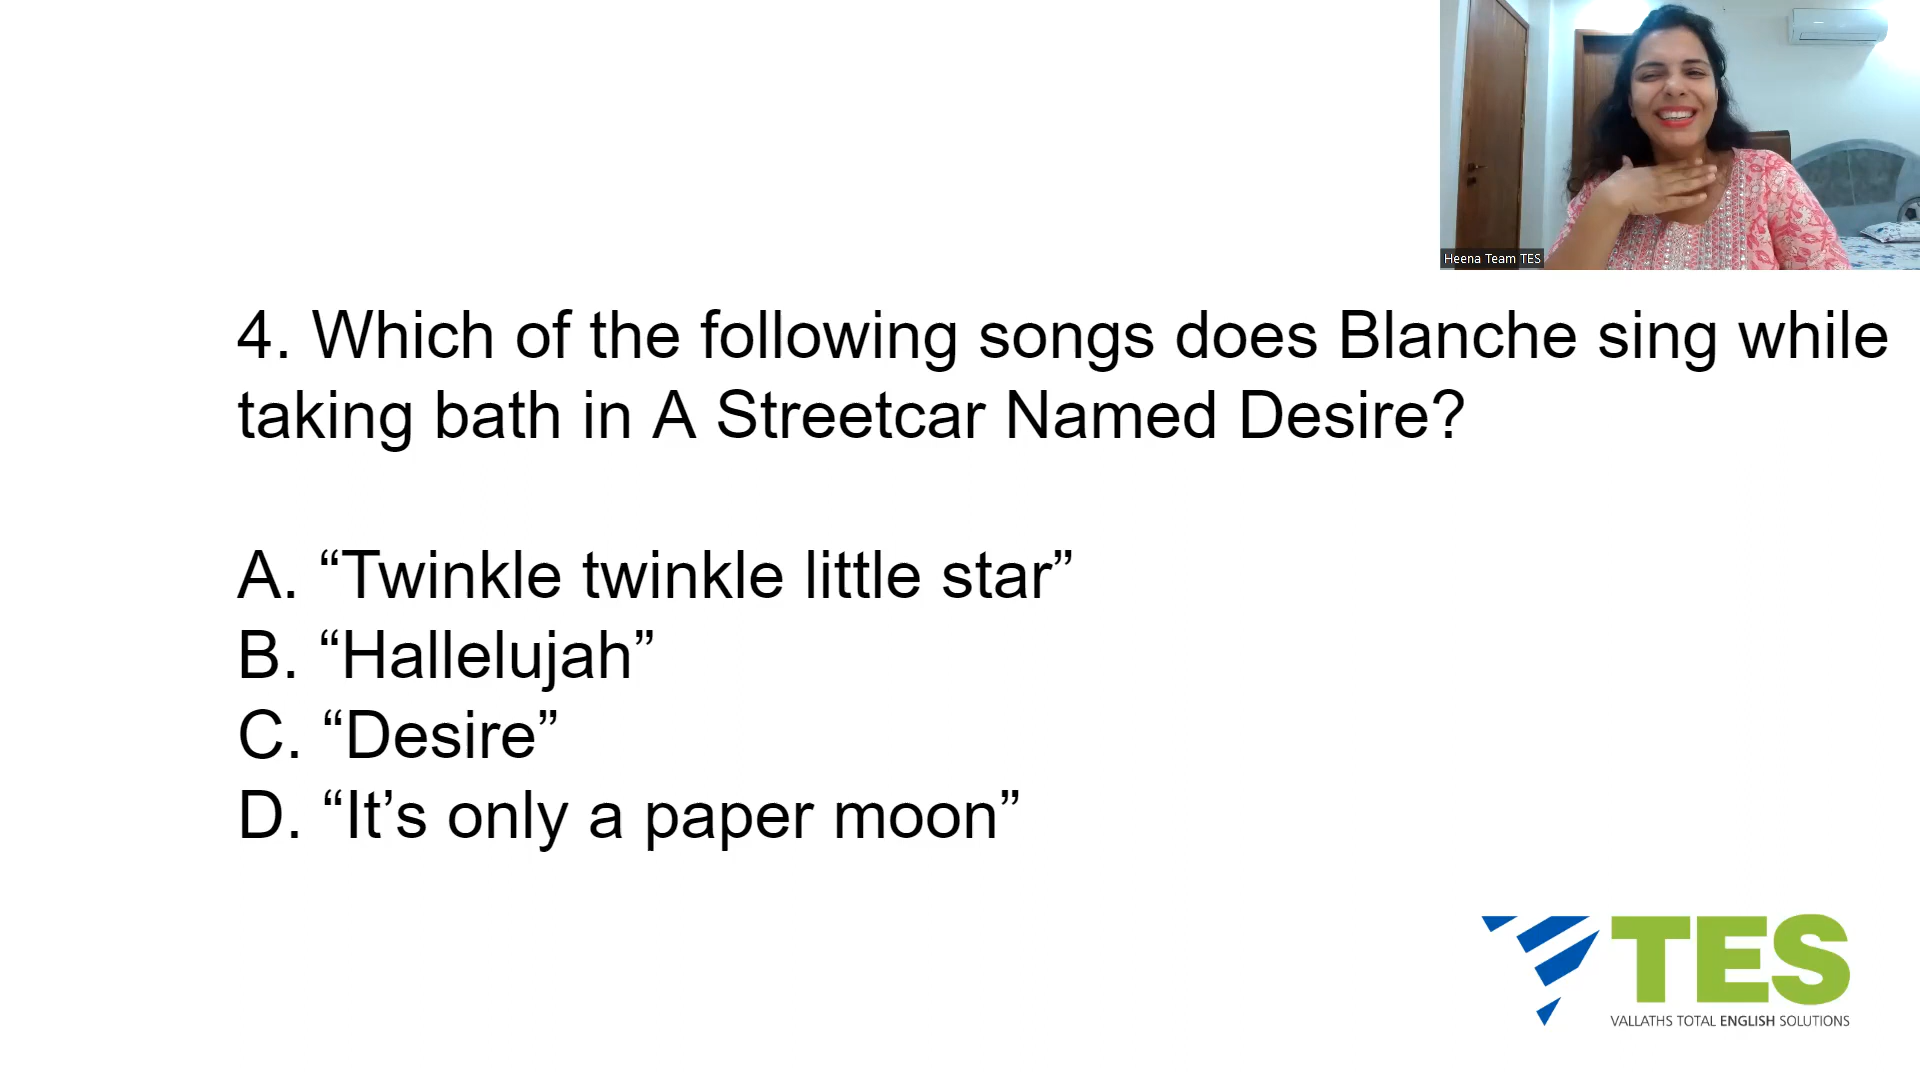 Heena Team TES
4. Which of the following songs does Blanche sing while
taking bath in A Streetcar Named Desire?
A. “Twinkle twinkle little star”
B. “Hallelujah”
C. “Desire”
D. “It’s only a paper moon”
TES
VALLATHS TOTAL ENGLISH SOLUTIONS